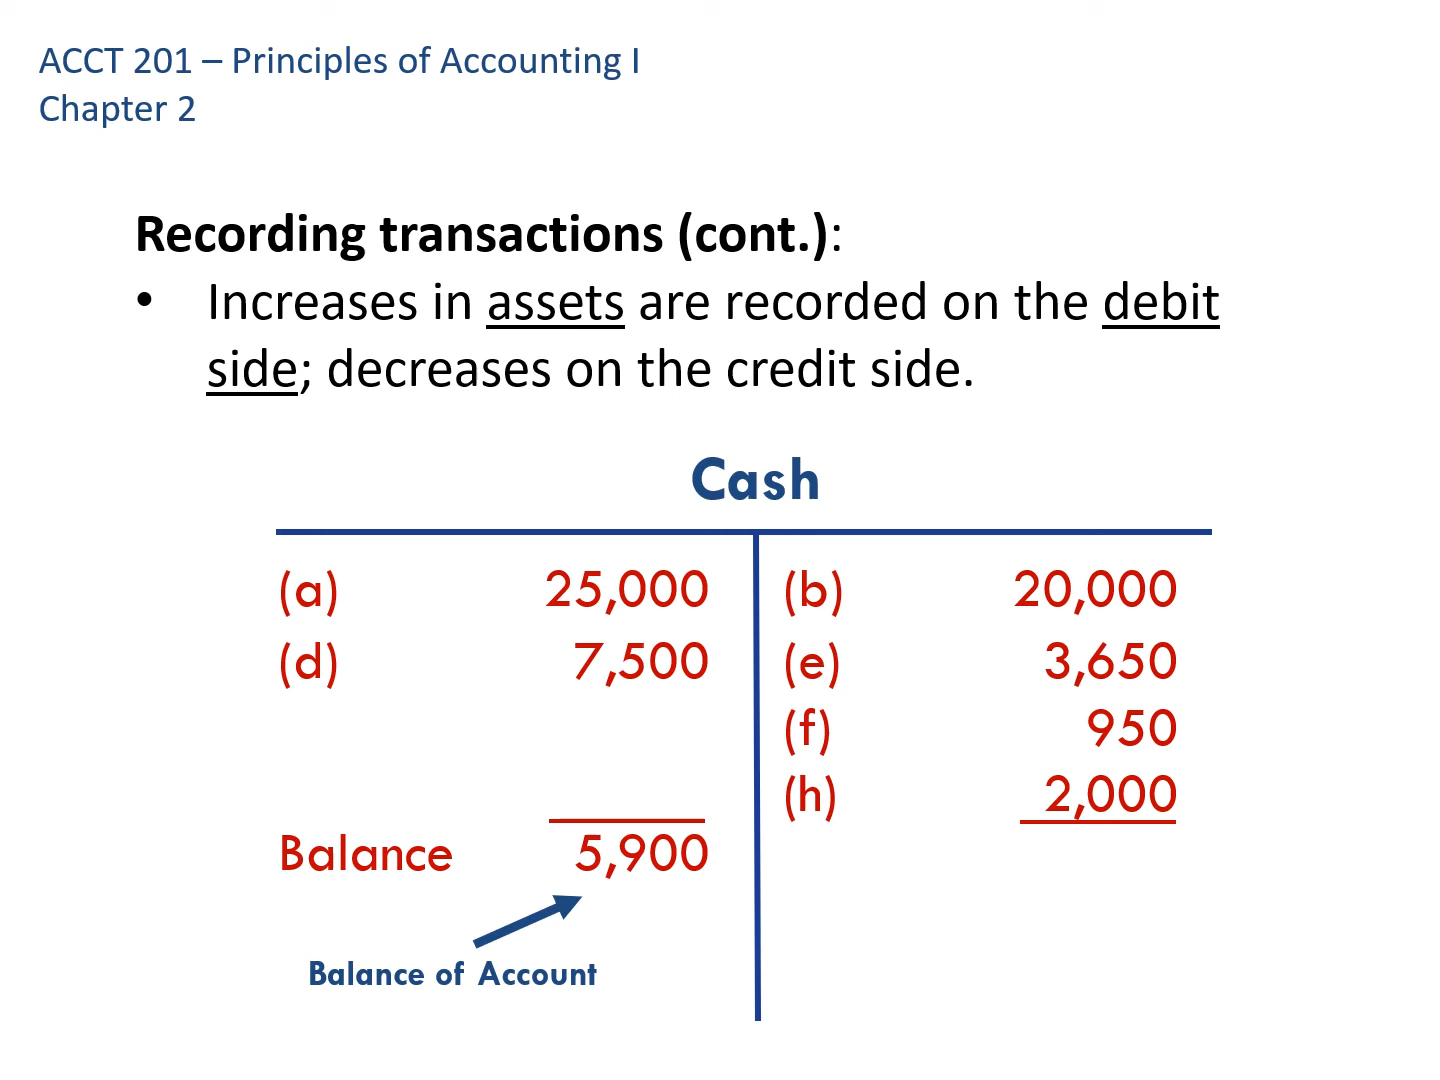 ACCT 201 – Principles of Accounting I
Chapter 2
Recording transactions (cont.):
• Increases in assets are recorded on the debit
side; decreases on the credit side.
Cash
(a) 25,000 (b) 20,000
(d) 7,500 (e) 3,650
(f) 950
(h) 2,000
Balance 5,900
Balance of Account